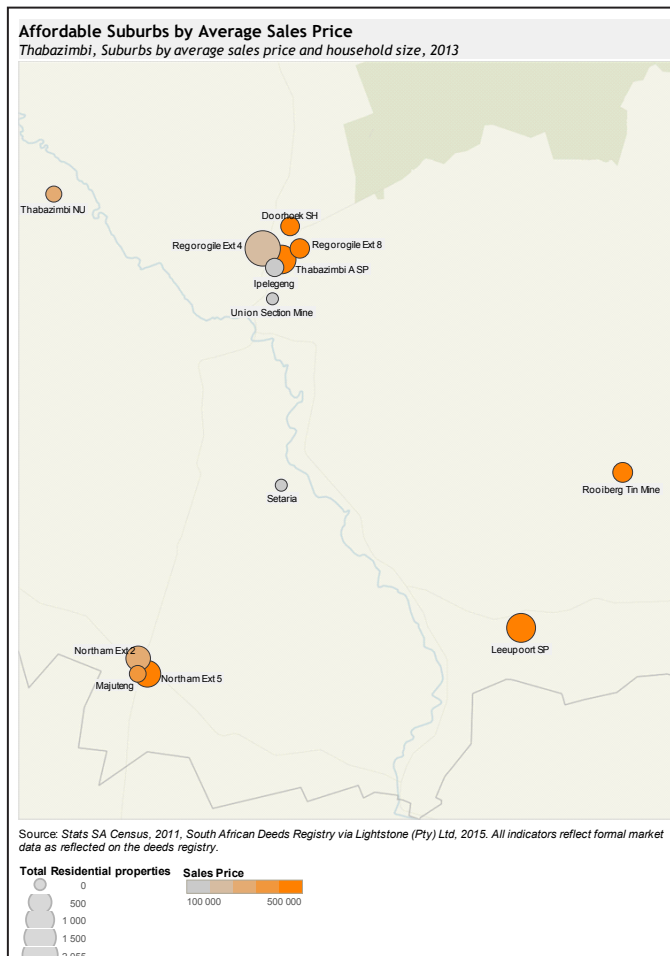 Affordable Suburbs by Average Sales Price
Thabazimbi, Suburbs by average sales price and household size, 2013
Thabazimbi NU
Doorhoek SH
Regorogile Ext 4
Regorogile Ext 8
Thabazimbi A SP
Ipelegeng
Union Section Mine
Rooiberg Tin Mine
Setaria
Leeupoort SP
Northam Ext 2
Northam Ext 5
Majuteng
Source: Stats SA Census, 2011, South African Deeds Registry via Lightstone (Pty) Ltd, 2015. All indicators reflect formal market
data as reflected on the deeds registry.
Total Residential properties
0
500
1 000
1 500
Sales Price
100 000
500 000